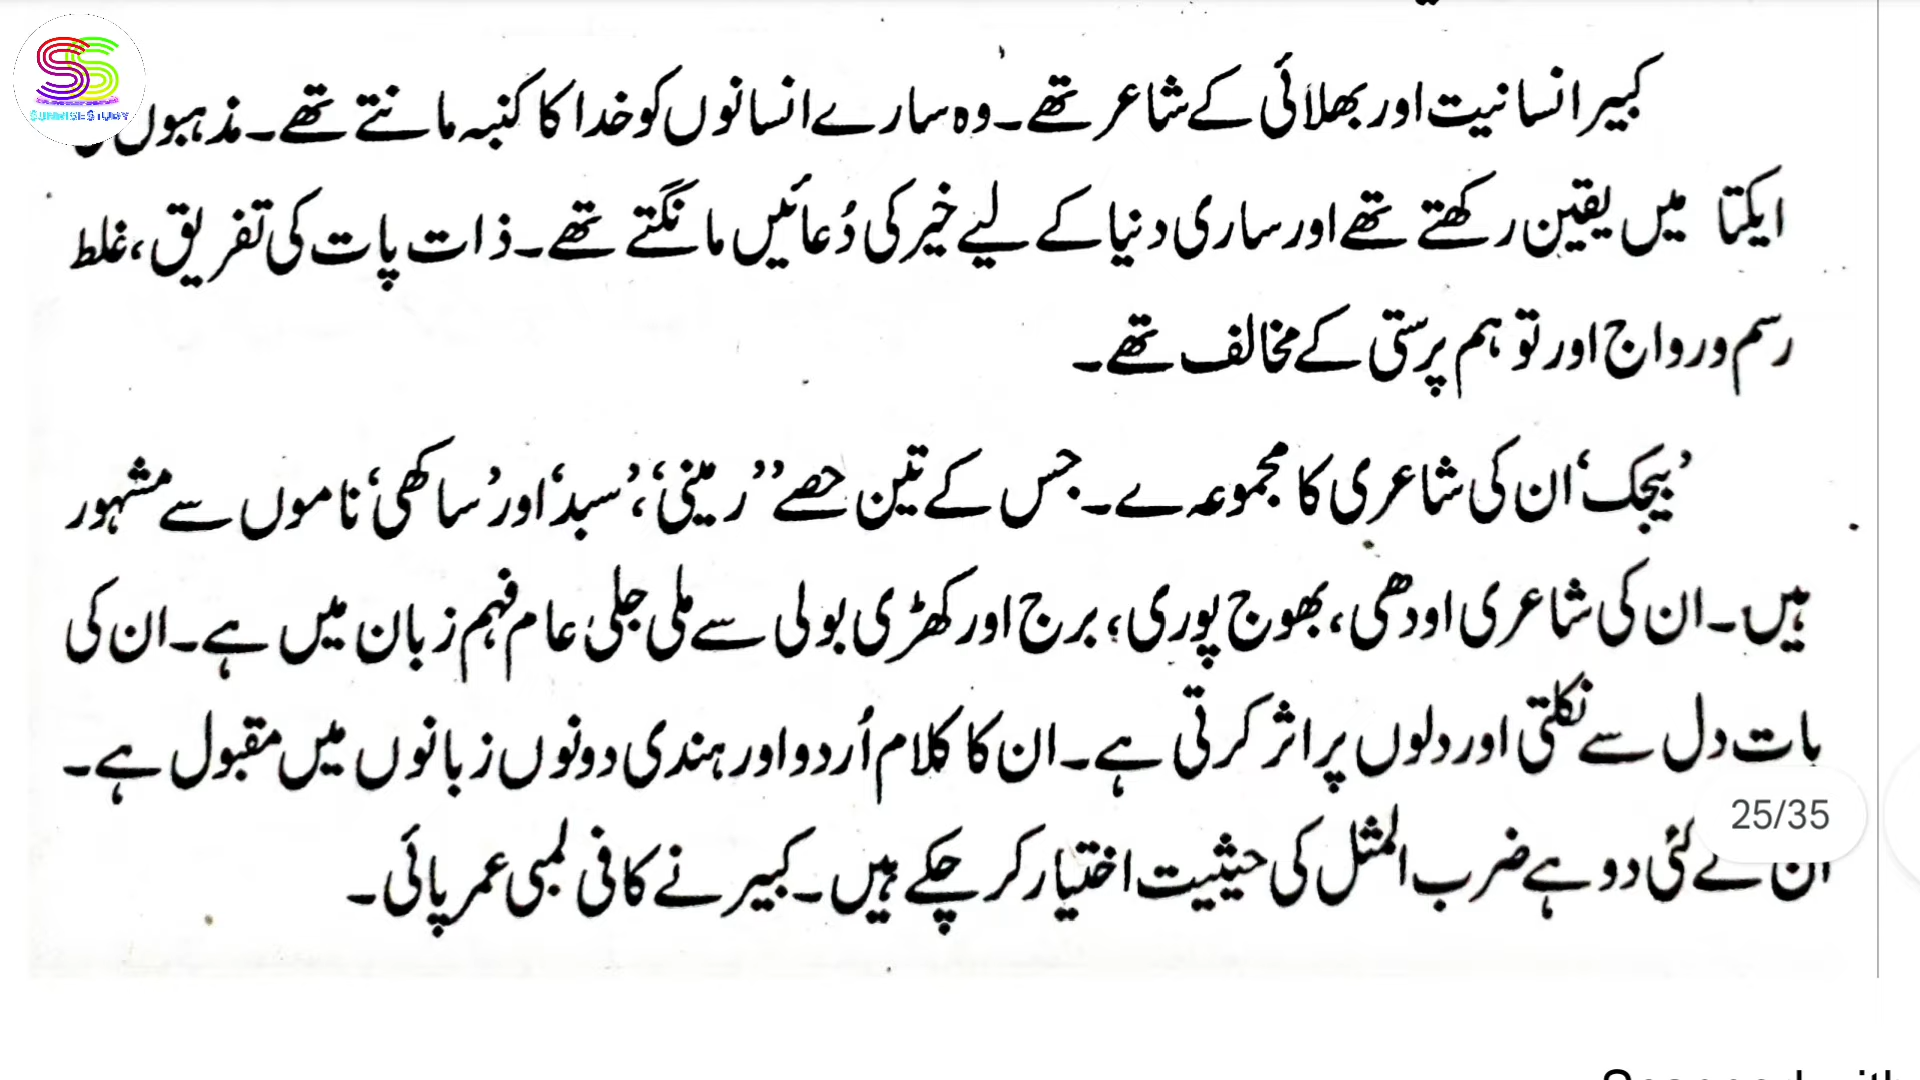 کبیر انسانیت اور بھلائی کے شاعر تھے۔ وہ سارے انسانوں کو خدا کا کنبہ مانتے تھے۔ مذہبوں
ایکتا میں یقین رکھتے تھے اور ساری دنیا کے لیے خیر کی دُعائیں مانگتے تھے۔ ذات پات کی تفریق، غلط
رسم و رواج اور توہم پرستی کے مخالف تھے۔
’بیجک‘ ان کی شاعری کا مجموعہ ے۔ جس کے تین حصے ’’رمینی‘، ’سبد‘ اور ’ساکھی‘ ناموں سے مشہور
ہیں۔ ان کی شاعری اودھی، بھوج پوری، برج اور کھڑی بولی سے ملی جلی عام فہم زبان میں ہے۔ ان کی
بات دل سے نکلتی اور دلوں پر اثر کرتی ہے۔ ان کا کلام اُردو اور ہندی دونوں زبانوں میں مقبول ہے۔
ان کے کئی دوہے ضرب المثل کی حیثیت اختیار کر چکے ہیں۔ کبیر نے کافی لمبی عمر پائی۔
25/35
SUNRISE STUDY